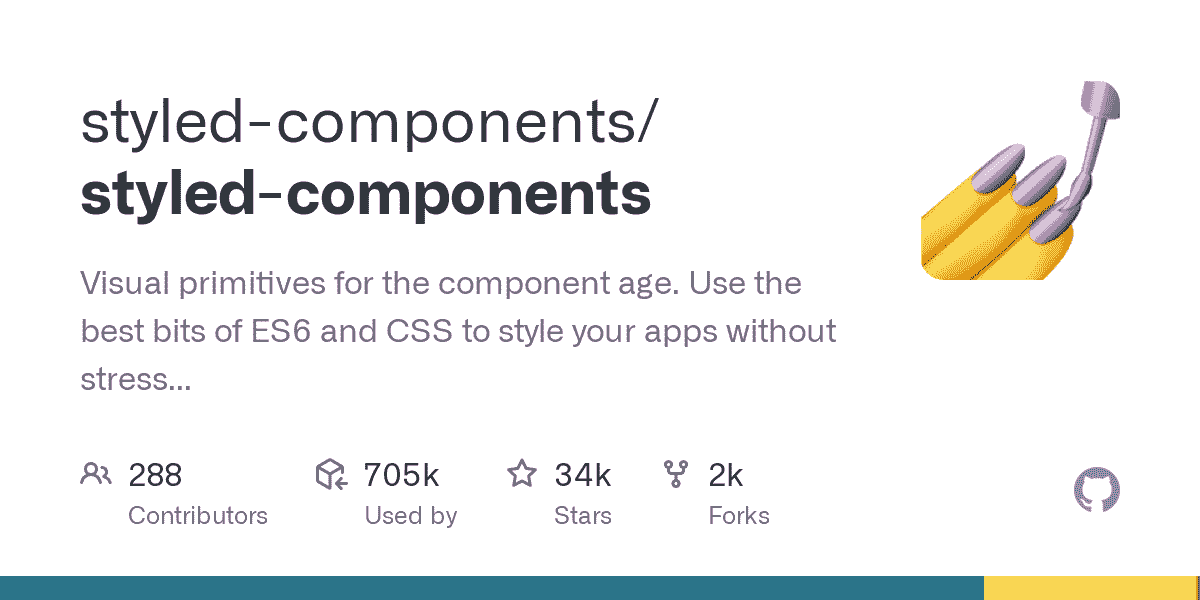 styled-components/
styled-components
Visual primitives for the component age. Use the
best bits of ES6 and CSS to style your apps without
stress...
288 705k 34k 2k
Contributors Used by Stars Forks